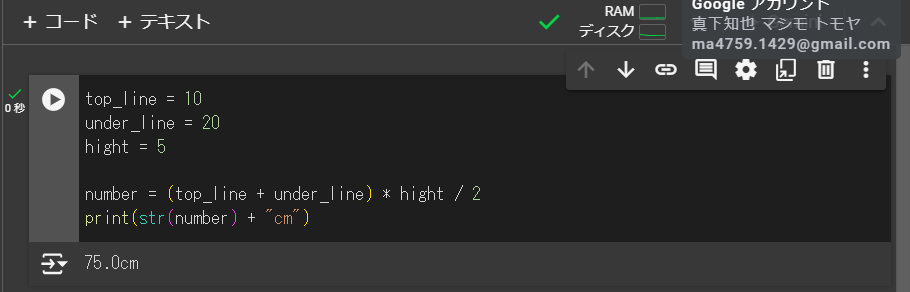 + コード + テキスト
RAM
ディスク
Google アカウント
真下知也 マシモトモヤ
ma4759.1429@gmail.com
0 秒
top_line = 10
under_line = 20
hight = 5
number = (top_line + under_line) * hight / 2
print(str(number) + "cm")
75.0cm